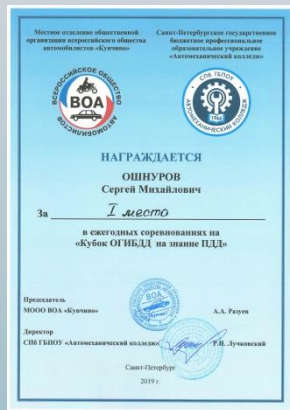 Местное отделение общественной
организации всероссийского общества
автомобилистов «Купчино»
Санкт-Петербургское государственное
бюджетное профессиональное
образовательное учреждение
«Автомеханический колледж»
ВСЕРОССИЙСКОЕ ОБЩЕСТВО
ВОА
АВТОМОБИЛИСТОВ
СПб ГБПОУ
АВТОМЕХАНИЧЕСКИЙ КОЛЛЕДЖ
НАГРАЖДАЕТСЯ
ОШНУРОВ
Сергей Михайлович
За I место
в ежегодных соревнованиях на
«Кубок ОГИБДД на знание ПДД»
Председатель
МООО ВОА «Купчино»
А.А. Разуев
Директор
СПб ГБПОУ «Автомеханический колледж»
Р.Н. Лучковский
ВОА
Санкт-Петербург
2019 г.